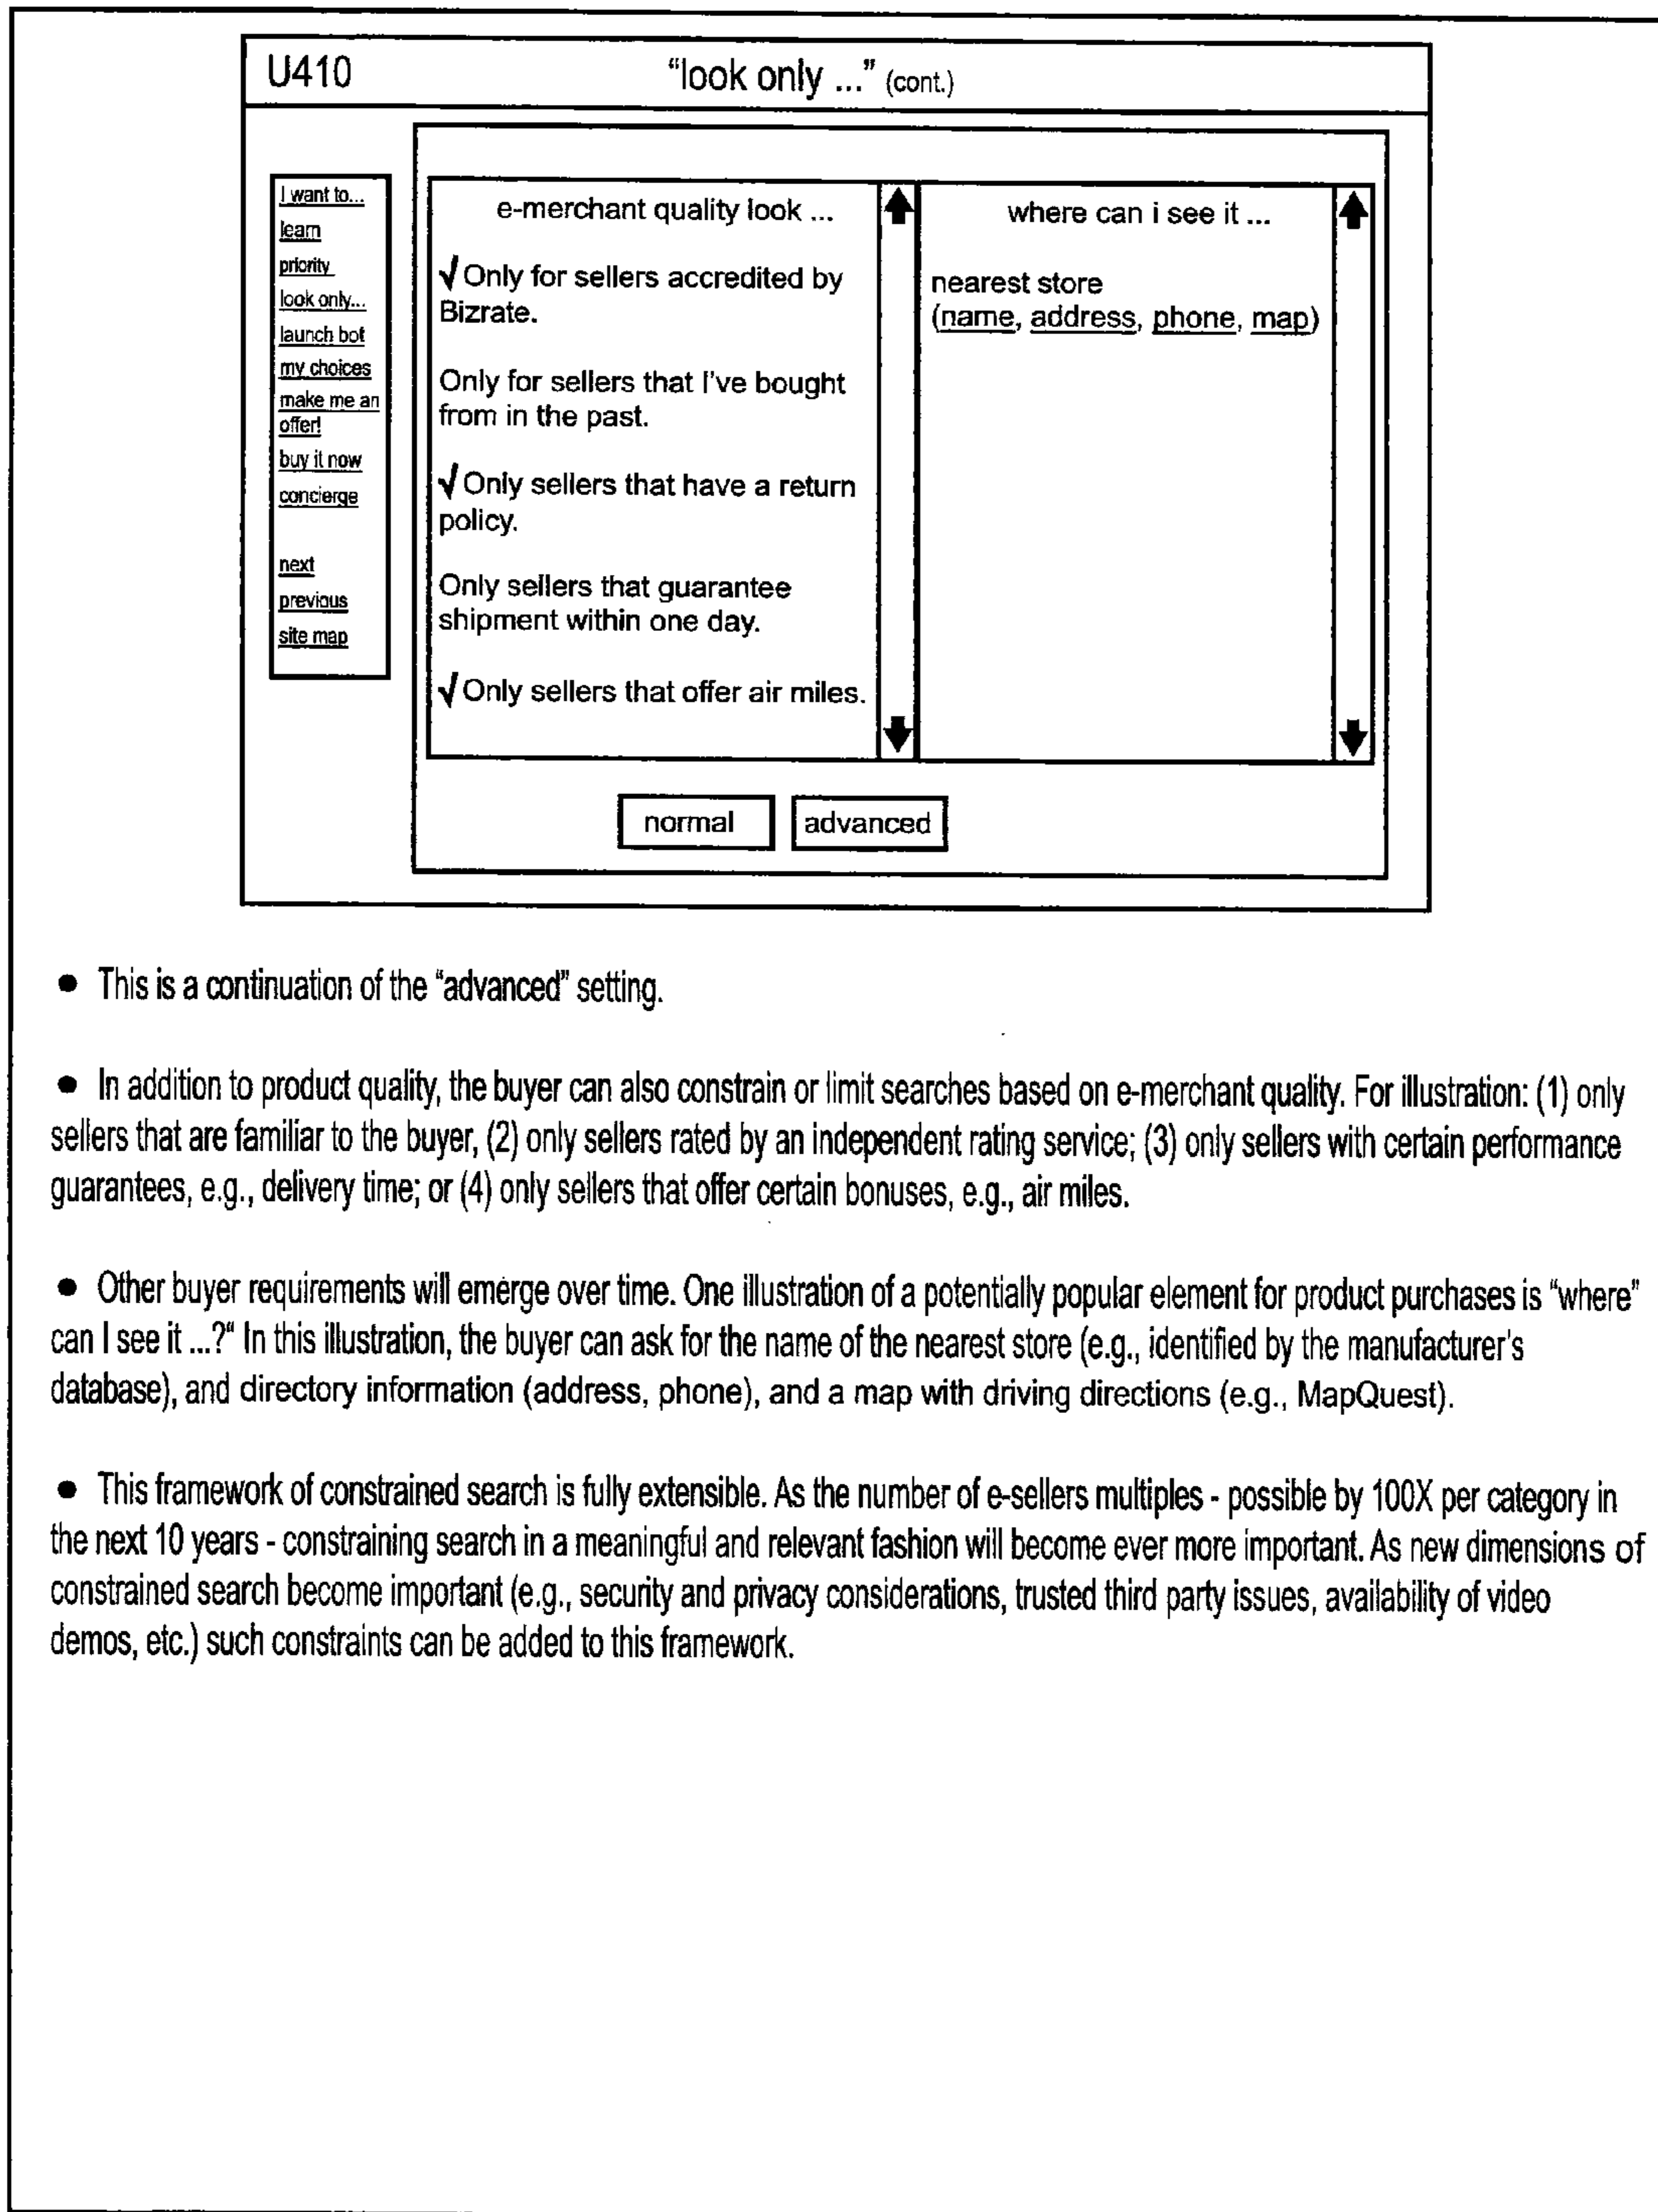 U410
“look only ...” (cont.)
I want to...
learn
priority
look only...
launch bot
my choices
make me an
offer!
buy it now
concierge
next
previous
site map
e-merchant quality look ...
√ Only for sellers accredited by
Bizrate.
Only for sellers that I've bought
from in the past.
√ Only sellers that have a return
policy.
Only sellers that guarantee
shipment within one day.
√ Only sellers that offer air miles.
where can i see it ...
nearest store
(name, address, phone, map)
normal
advanced
● This is a continuation of the “advanced” setting.
● In addition to product quality, the buyer can also constrain or limit searches based on e-merchant quality. For illustration: (1) only
sellers that are familiar to the buyer, (2) only sellers rated by an independent rating service; (3) only sellers with certain performance
guarantees, e.g., delivery time; or (4) only sellers that offer certain bonuses, e.g., air miles.
● Other buyer requirements will emerge over time. One illustration of a potentially popular element for product purchases is “where”
can I see it ...?“ In this illustration, the buyer can ask for the name of the nearest store (e.g., identified by the manufacturer's
database), and directory information (address, phone), and a map with driving directions (e.g., MapQuest).
● This framework of constrained search is fully extensible. As the number of e-sellers multiples - possible by 100X per category in
the next 10 years - constraining search in a meaningful and relevant fashion will become ever more important. As new dimensions of
constrained search become important (e.g., security and privacy considerations, trusted third party issues, availability of video
demos, etc.) such constraints can be added to this framework.